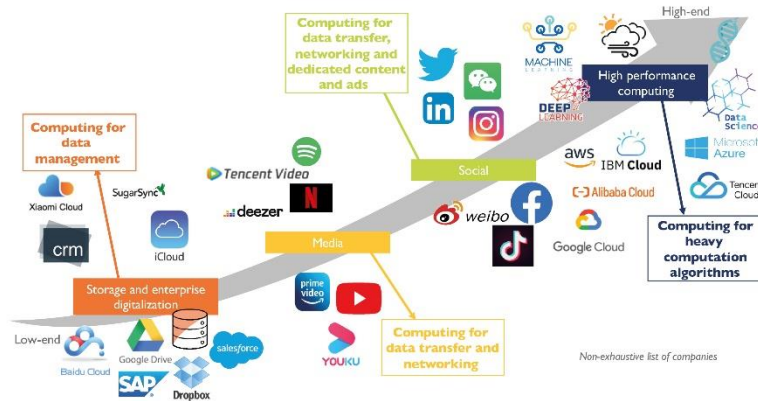 High-end
Computing for
data transfer,
networking and
dedicated content
and ads
MACHINE
LEARNING
High performance
computing
DEEP
LEARNING
Data
Science
Computing for
data
management
Tencent Video
aws
IBM Cloud
Microsoft
Azure
Xiaomi Cloud
SugarSync
Social
Alibaba Cloud
Tencent
Cloud
deezer
N
weibo
crm
iCloud
Google Cloud
Computing for
heavy
computation
algorithms
Media
Storage and enterprise
digitalization
prime
video
Low-end
Baidu Cloud
Google Drive
salesforce
YOUKU
Computing for
data transfer and
networking
SAP
Dropbox
Non-exhaustive list of companies